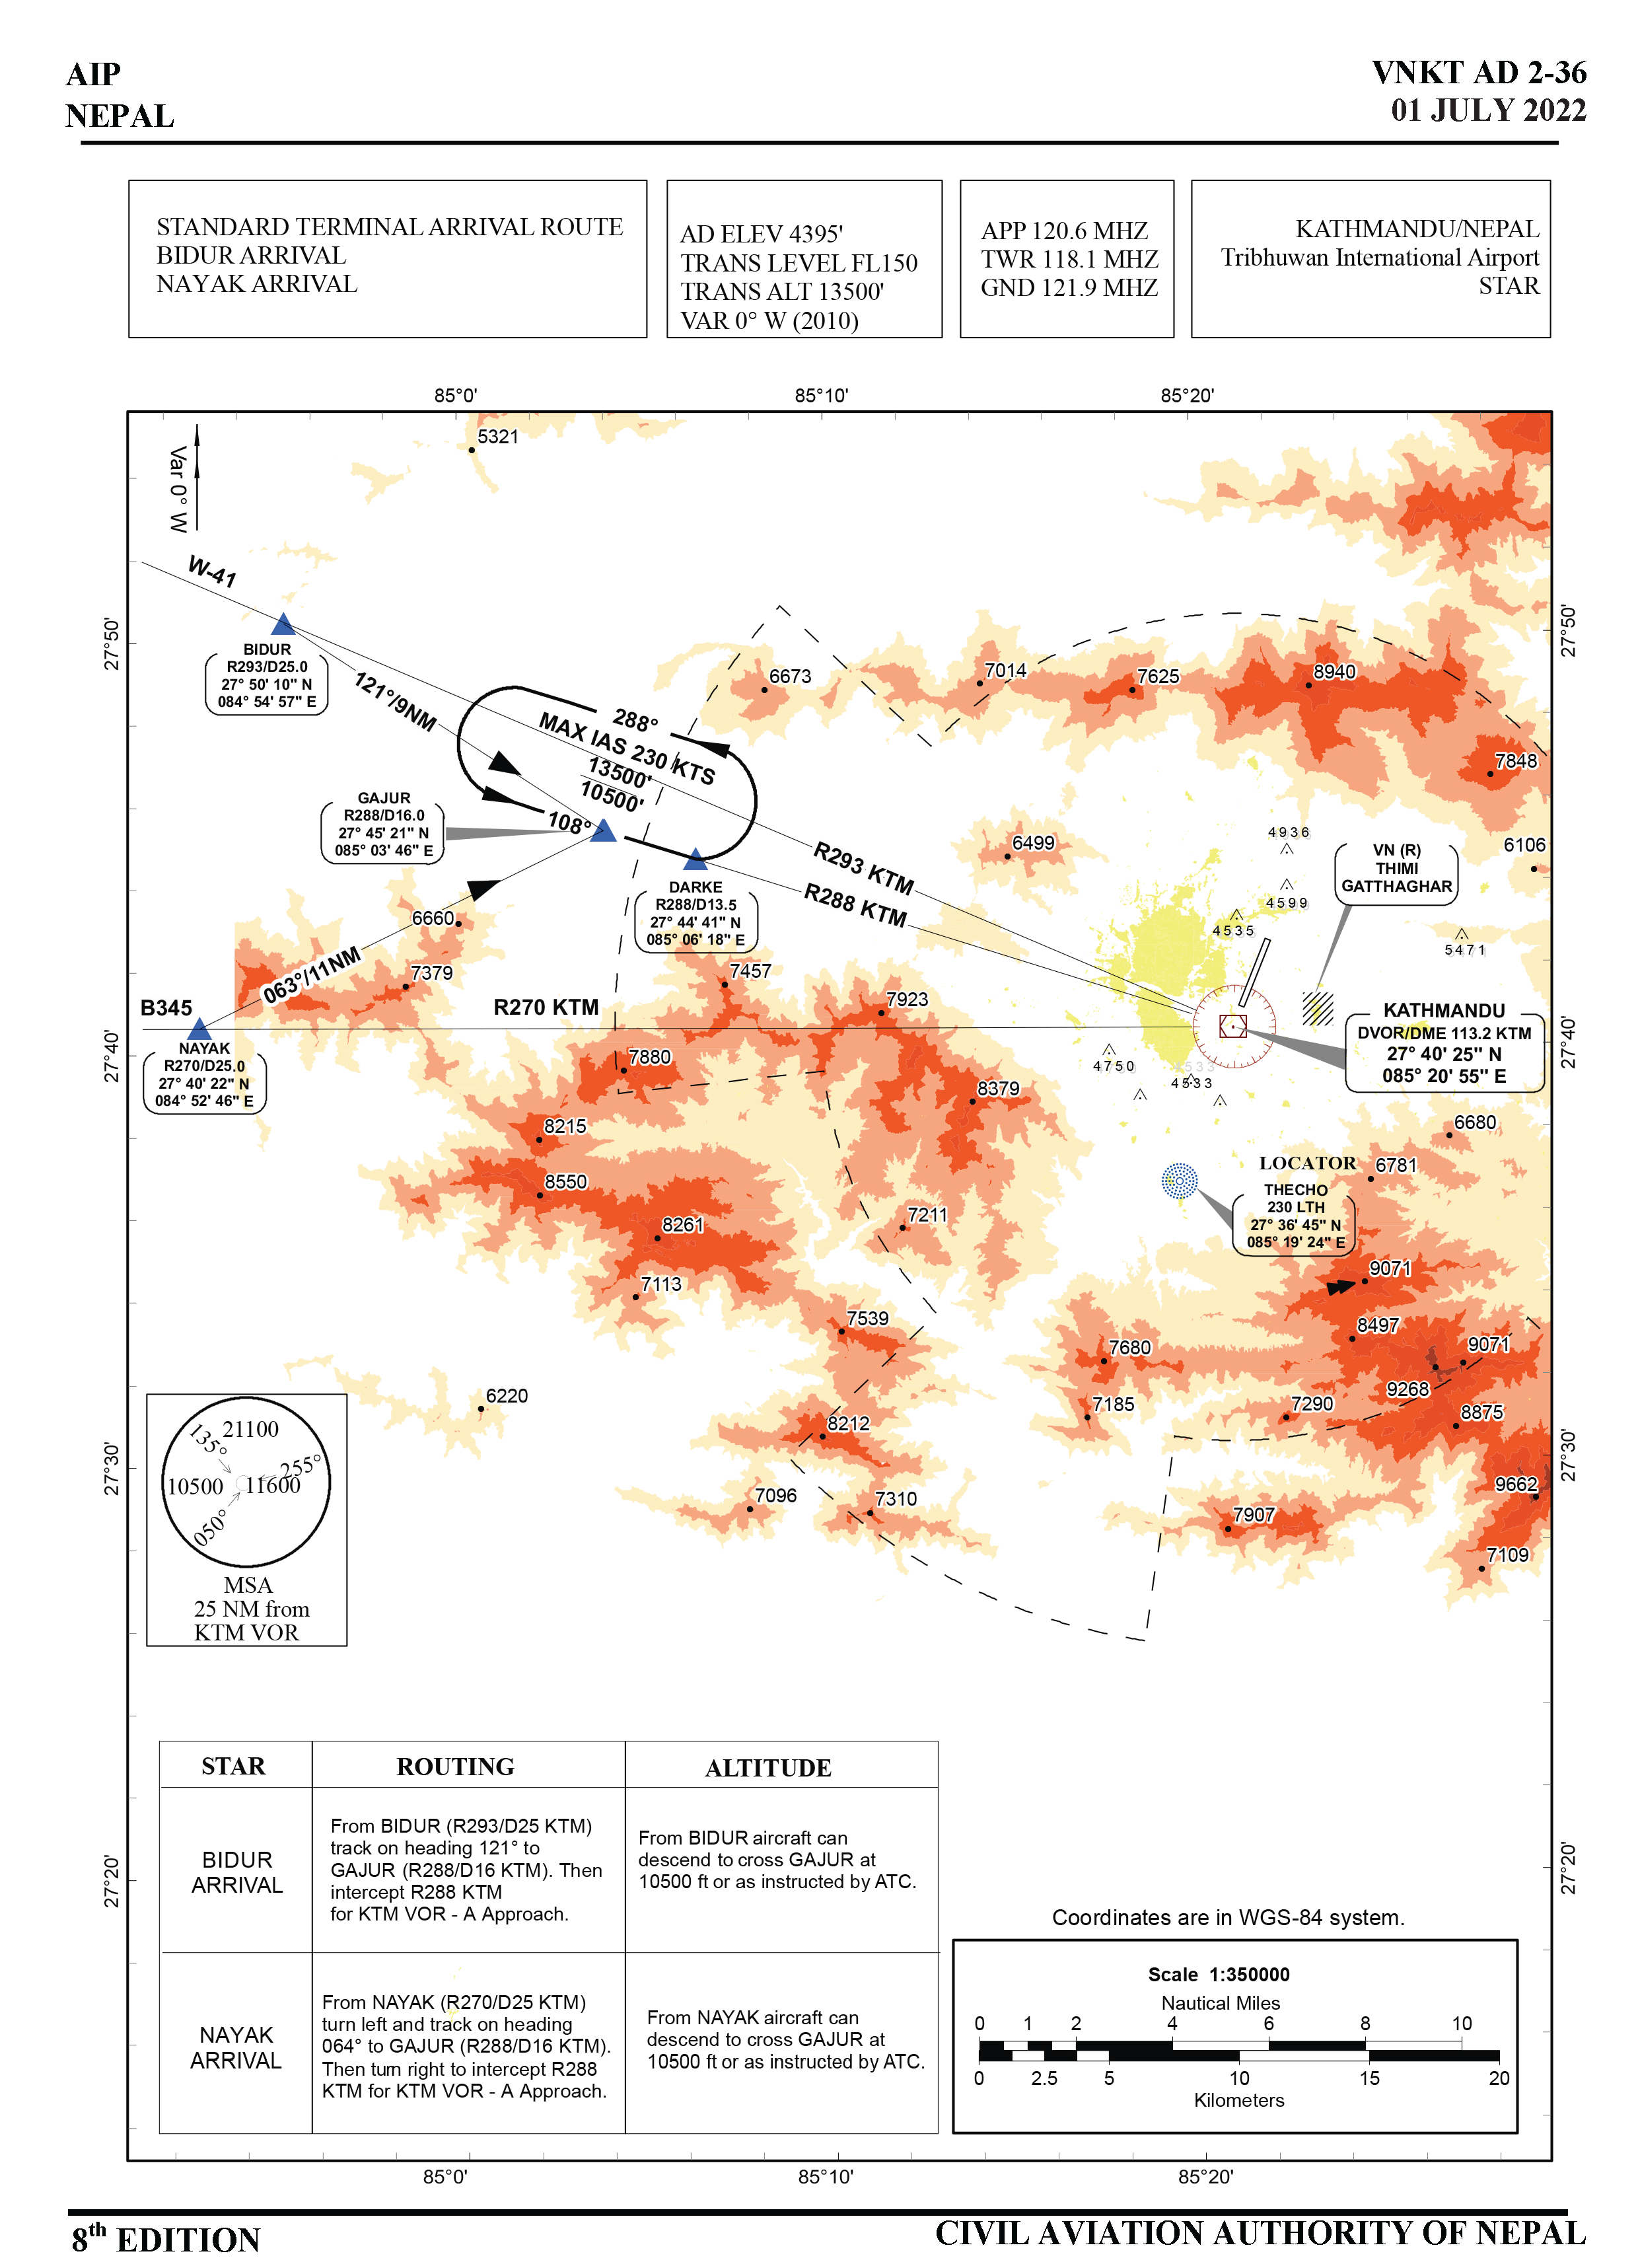 AIP
NEPAL
VNKT AD 2-36
01 JULY 2022
STANDARD TERMINAL ARRIVAL ROUTE
BIDUR ARRIVAL
NAYAK ARRIVAL
AD ELEV 4395'
TRANS LEVEL FL150
TRANS ALT 13500'
VAR 0° W (2010)
APP 120.6 MHZ
TWR 118.1 MHZ
GND 121.9 MHZ
KATHMANDU/NEPAL
Tribhuwan International Airport
STAR
85°0'
85°10'
85°20'
5321
Var 0° W
W-41
27°50'
27°50'
BIDUR
R293/D25.0
27° 50' 10" N
084° 54' 57" E
121°/9NM
288°
MAX IAS 230 KTS
13500'
10500'
108°
6673
7014
7625
8940
7848
GAJUR
R288/D16.0
27° 45' 21" N
085° 03' 46" E
R293 KTM
R288 KTM
6499
4936
4599
4535
VN (R)
THIMI
GATTHAGHAR
6106
5471
DARKE
R288/D13.5
27° 44' 41" N
085° 06' 18" E
6660
7379
063°/11NM
7457
7923
B345
R270 KTM
NAYAK
R270/D25.0
27° 40' 22" N
084° 52' 46" E
27°40'
27°40'
KATHMANDU
DVOR/DME 113.2 KTM
27° 40' 25" N
085° 20' 55" E
7880
4750
4533
4533
8379
8215
8550
8261
7211
7113
6680
6781
LOCATOR
THECHO
230 LTH
27° 36' 45" N
085° 19' 24" E
9071
7539
7680
8497
9071
9268
6220
7185
7290
8875
8212
27°30'
27°30'
7096
7310
7907
9662
7109
21100
135°
255°
10500
11600
050°
MSA
25 NM from
KTM VOR
STAR
ROUTING
ALTITUDE
BIDUR
ARRIVAL
From BIDUR (R293/D25 KTM)
track on heading 121° to
GAJUR (R288/D16 KTM). Then
intercept R288 KTM
for KTM VOR - A Approach.
From BIDUR aircraft can
descend to cross GAJUR at
10500 ft or as instructed by ATC.
NAYAK
ARRIVAL
From NAYAK (R270/D25 KTM)
turn left and track on heading
064° to GAJUR (R288/D16 KTM).
Then turn right to intercept R288
KTM for KTM VOR - A Approach.
From NAYAK aircraft can
descend to cross GAJUR at
10500 ft or as instructed by ATC.
27°20'
27°20'
Coordinates are in WGS-84 system.
Scale 1:350000
Nautical Miles
0 1 2 4 6 8 10
0 2.5 5 10 15 20
Kilometers
85°0'
85°10'
85°20'
8th EDITION
CIVIL AVIATION AUTHORITY OF NEPAL